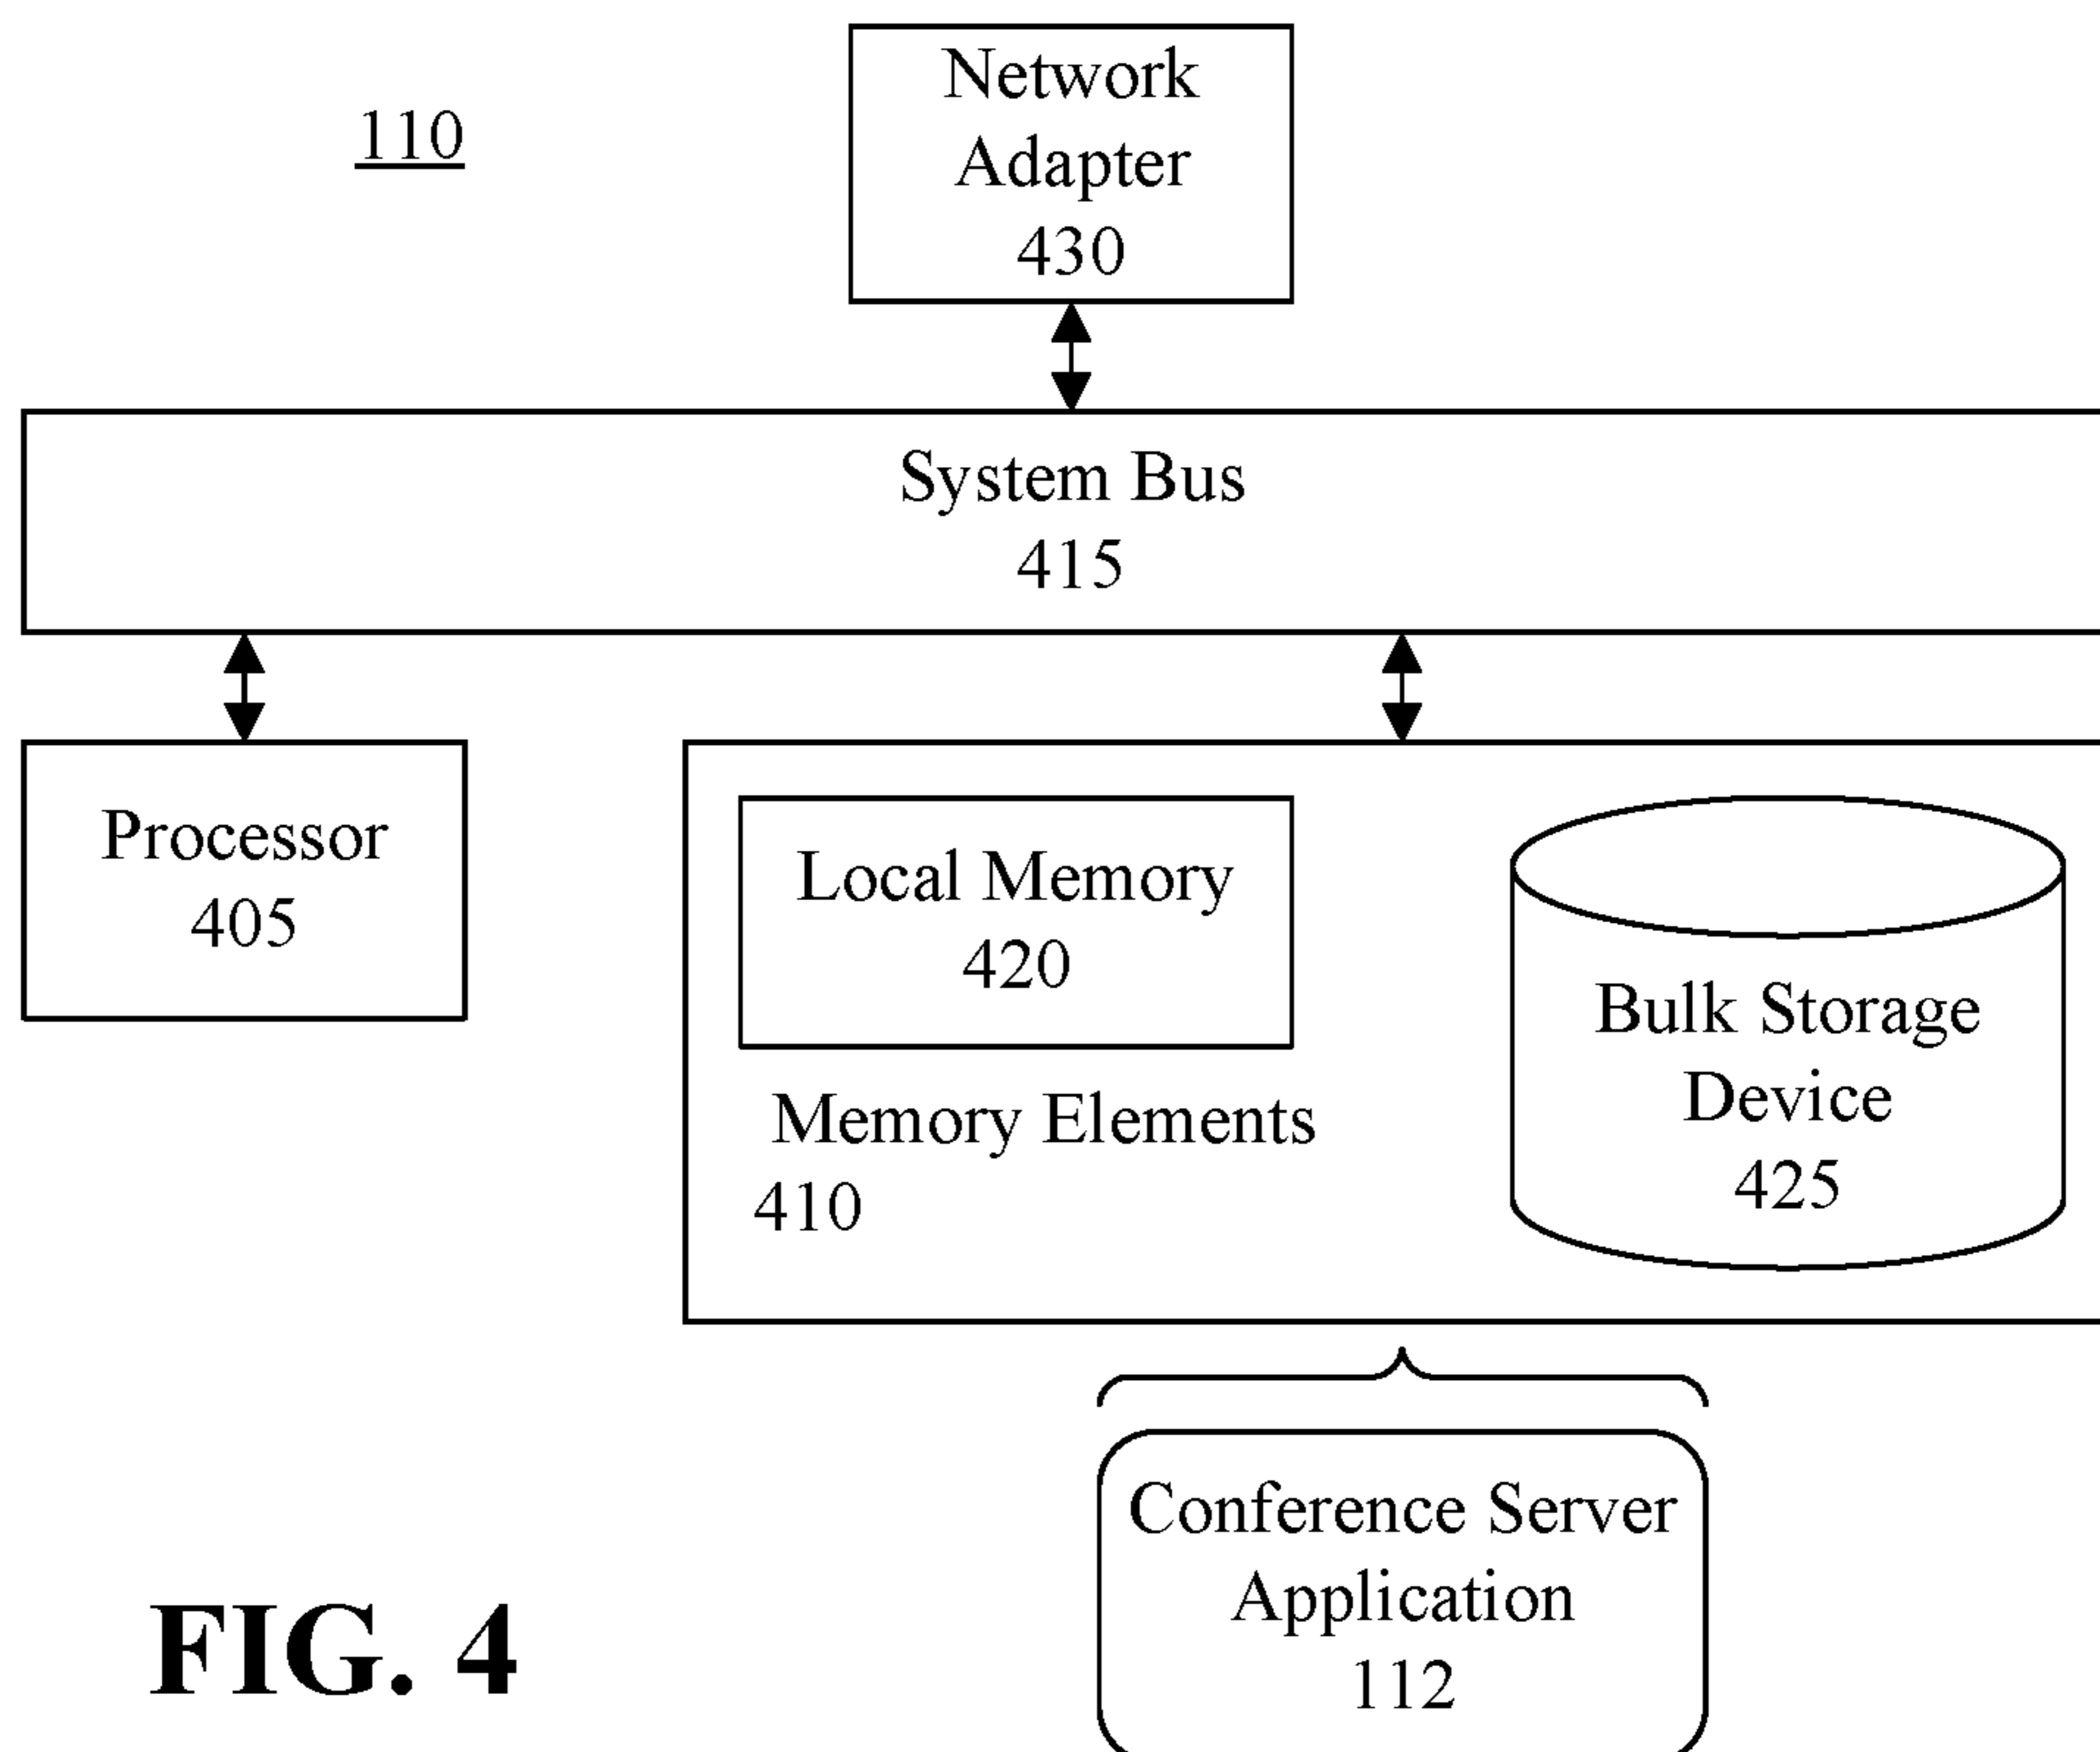 110
Network
Adapter
430
System Bus
415
Processor
405
Local Memory
420
Memory Elements
410
Bulk Storage
Device
425
Conference Server
Application
112
FIG. 4